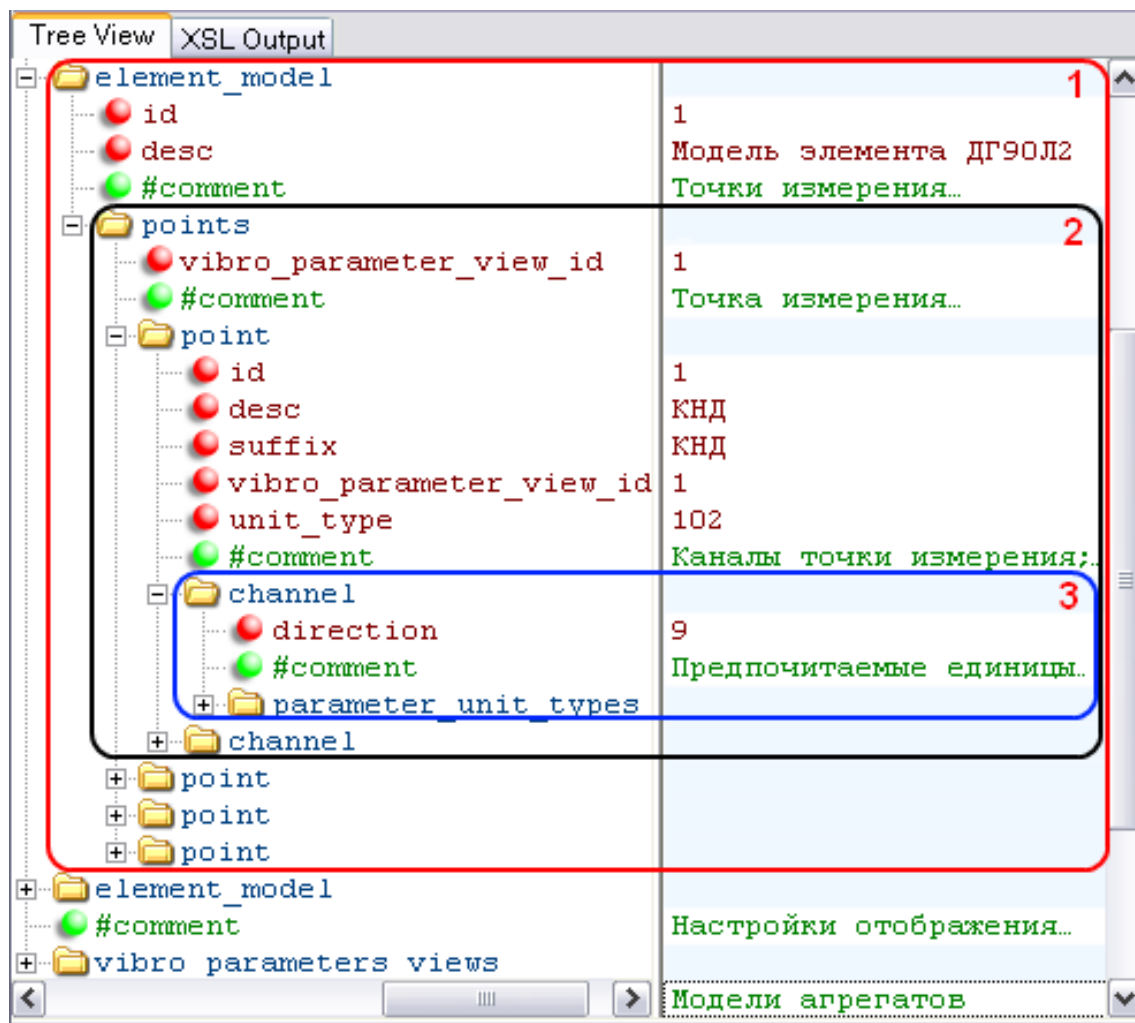 Tree View XSL Output
element_model 1
id 1
desc Модель элемента ДГ90Л2
#comment Точки измерения…
points 2
vibro_parameter_view_id 1
#comment Точка измерения…
point
id 1
desc КНД
suffix КНД
vibro_parameter_view_id 1
unit_type 102
#comment Каналы точки измерения;…
channel 3
direction 9
#comment Предпочитаемые единицы…
parameter_unit_types
channel
point
point
point
element_model
#comment Настройки отображения…
vibro parameters views
Модели агрегатов